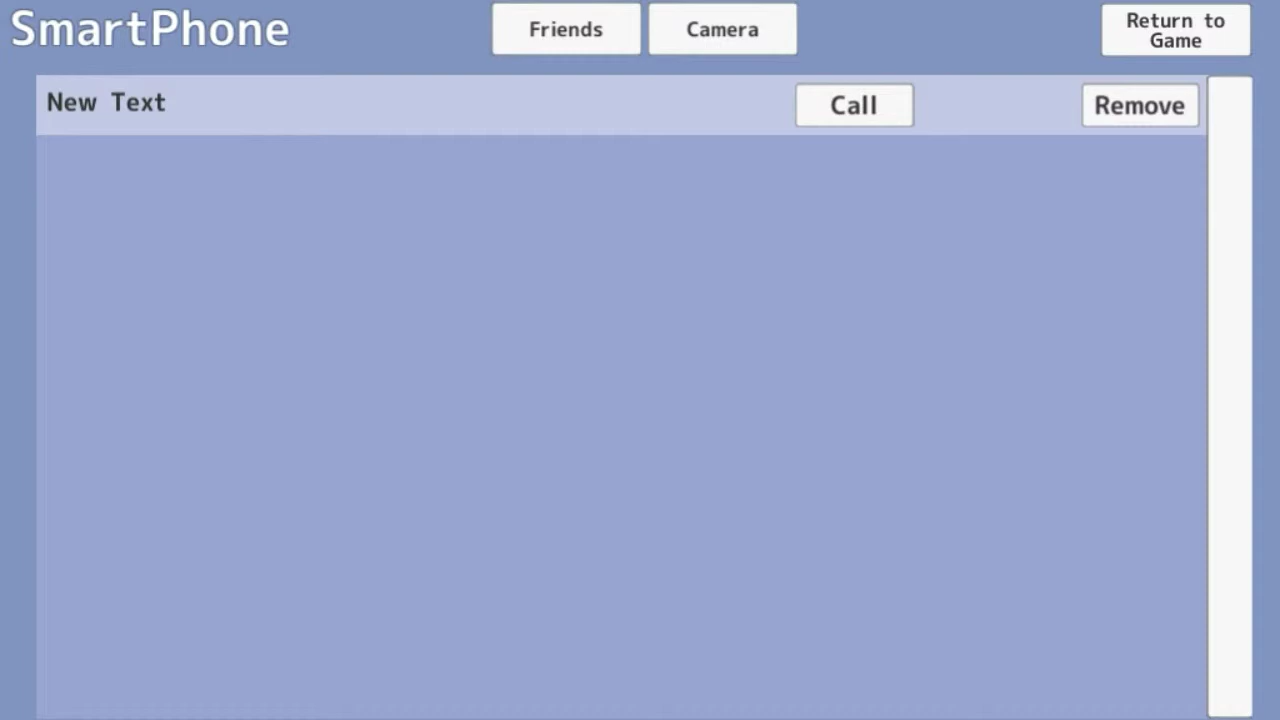 SmartPhone
Friends
Camera
Return to
Game
New Text
Call
Remove